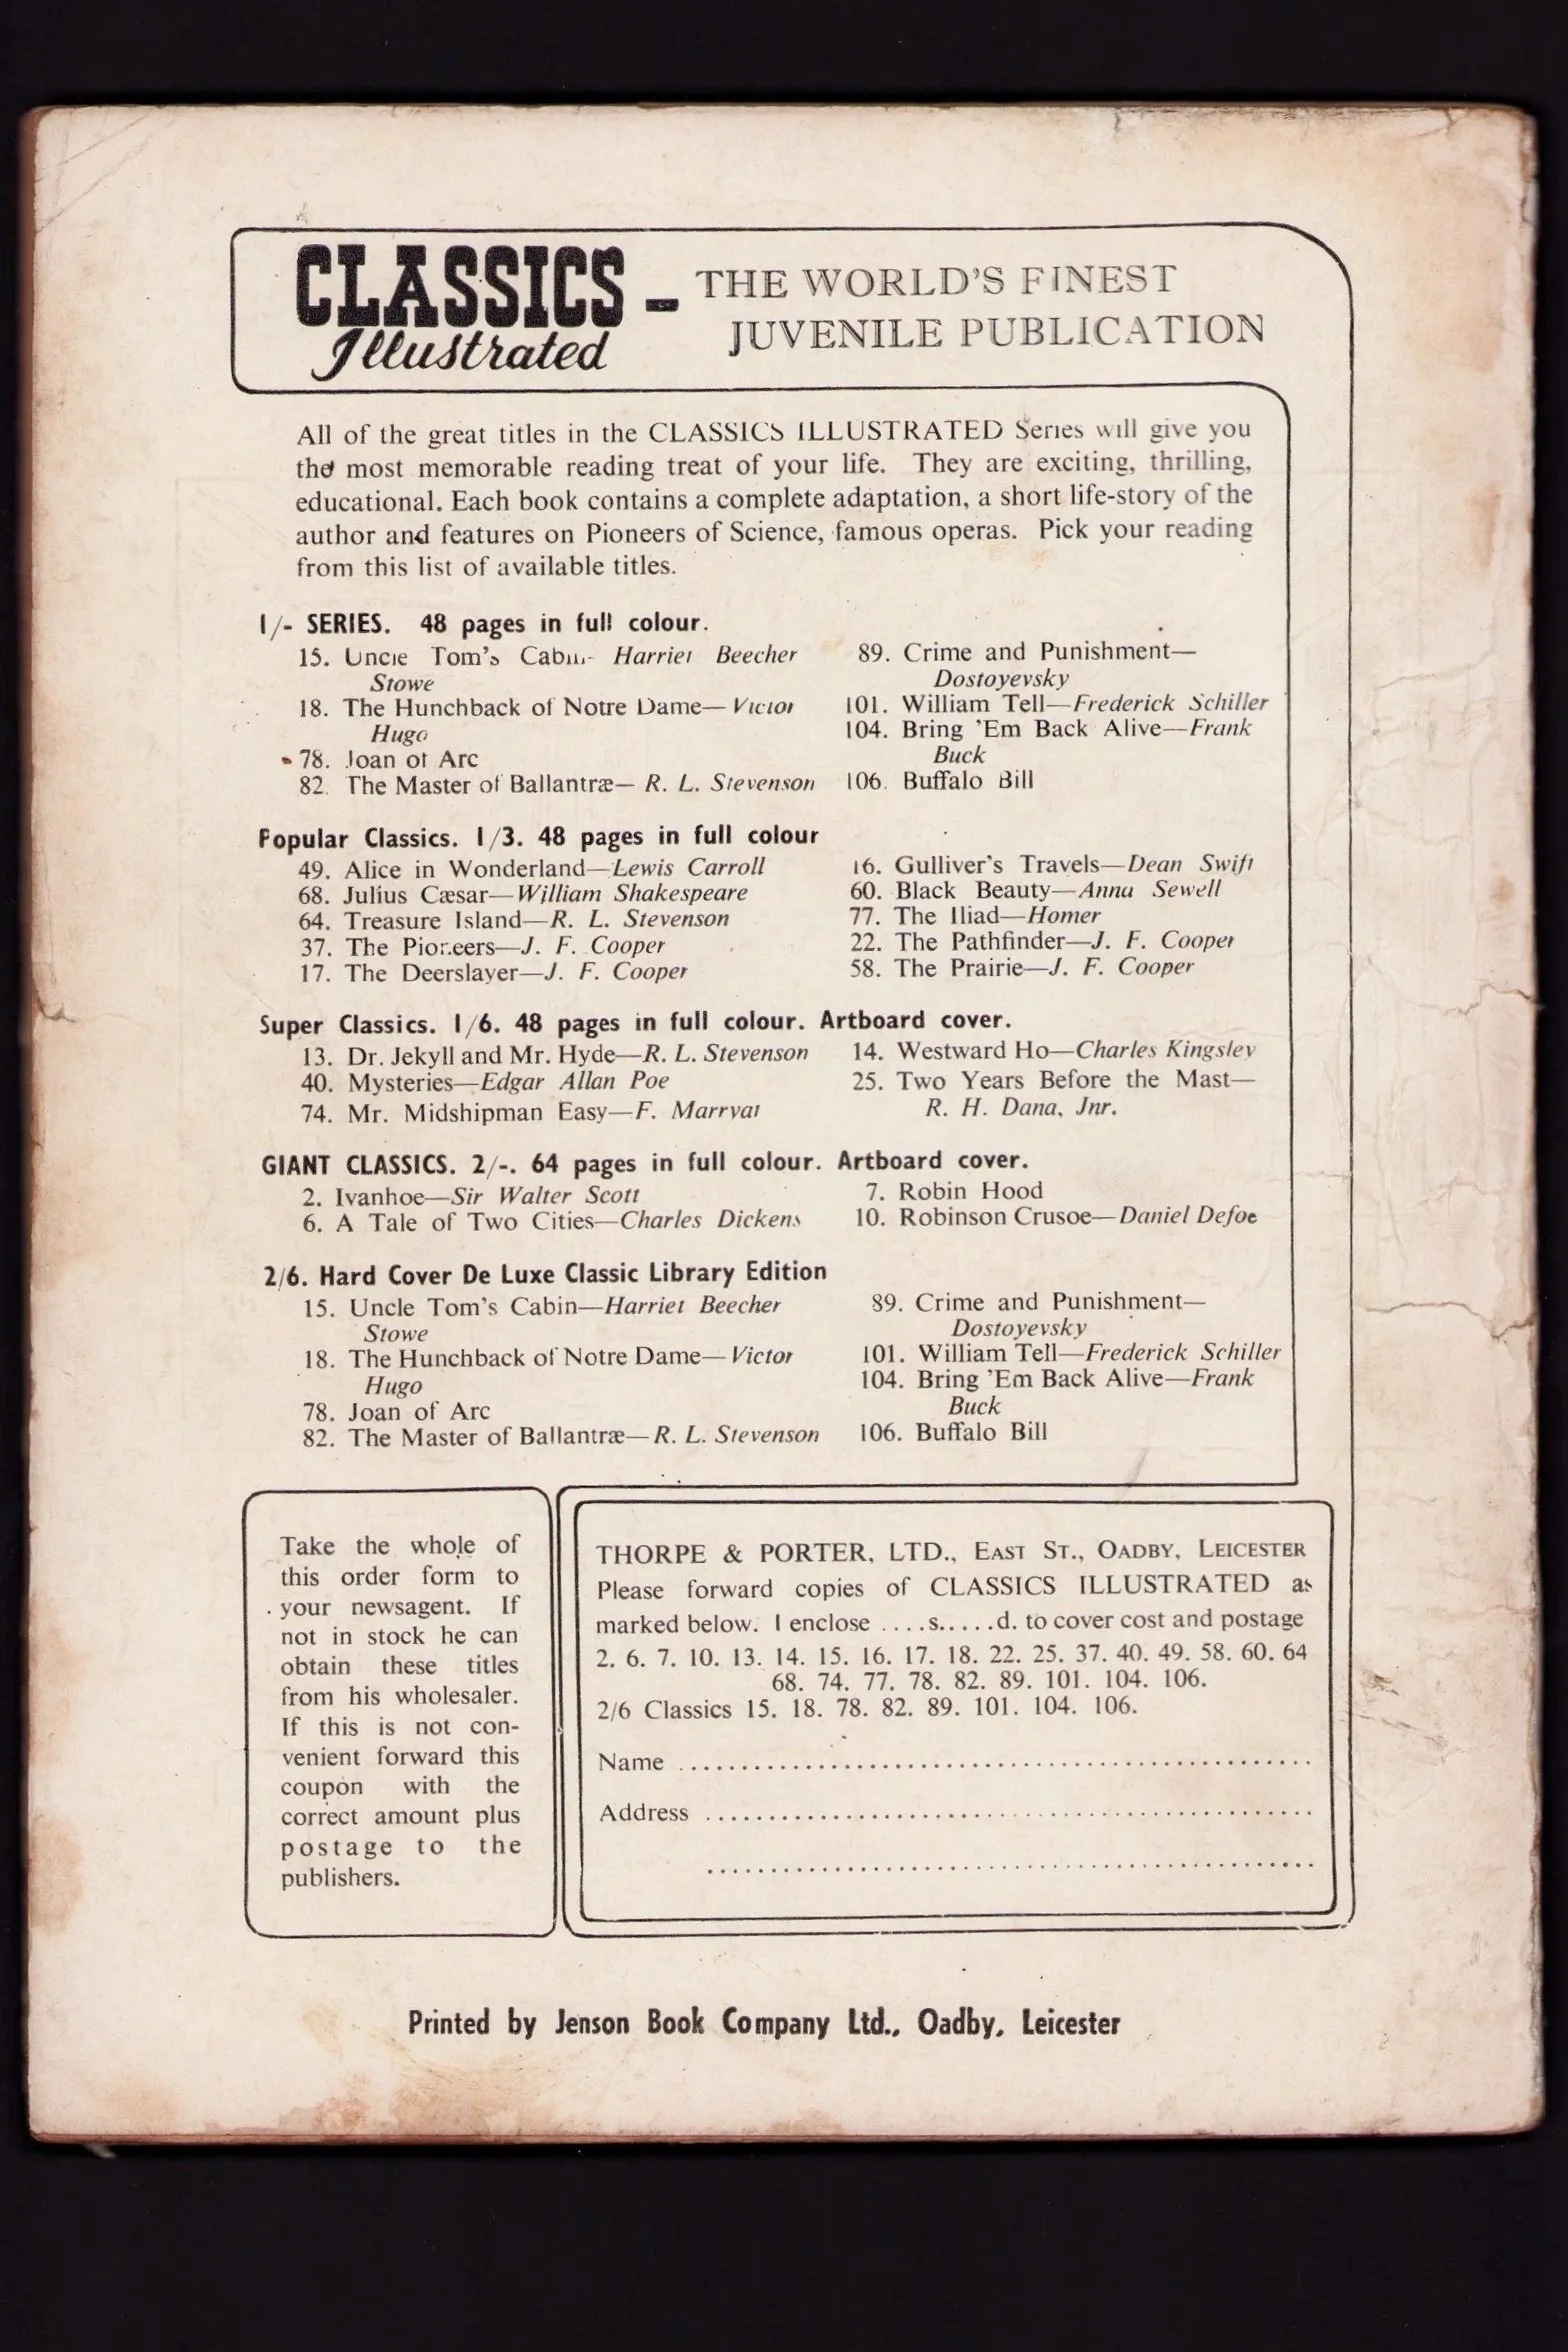 CLASSICS Illustrated – THE WORLD'S FINEST
JUVENILE PUBLICATION
All of the great titles in the CLASSICS ILLUSTRATED Series will give you
the most memorable reading treat of your life. They are exciting, thrilling,
educational. Each book contains a complete adaptation, a short life-story of the
author and features on Pioneers of Science, famous operas. Pick your reading
from this list of available titles.
1/- SERIES. 48 pages in full colour.
15. Uncle Tom's Cabin- Harriet Beecher
Stowe
18. The Hunchback of Notre Dame—Victor
Hugo
78. Joan of Arc
82. The Master of Ballantræ—R. L. Stevenson
89. Crime and Punishment—
Dostoyevsky
101. William Tell—Frederick Schiller
104. Bring 'Em Back Alive—Frank
Buck
106. Buffalo Bill
Popular Classics. 1/3. 48 pages in full colour
49. Alice in Wonderland—Lewis Carroll
68. Julius Cæsar—William Shakespeare
64. Treasure Island—R. L. Stevenson
37. The Pioneers—J. F. Cooper
17. The Deerslayer—J. F. Cooper
16. Gulliver's Travels—Dean Swift
60. Black Beauty—Anna Sewell
77. The Iliad—Homer
22. The Pathfinder—J. F. Cooper
58. The Prairie—J. F. Cooper
Super Classics. 1/6. 48 pages in full colour. Artboard cover.
13. Dr. Jekyll and Mr. Hyde—R. L. Stevenson
40. Mysteries—Edgar Allan Poe
74. Mr. Midshipman Easy—F. Marryat
14. Westward Ho—Charles Kingsley
25. Two Years Before the Mast—
R. H. Dana, Jnr.
GIANT CLASSICS. 2/-. 64 pages in full colour. Artboard cover.
2. Ivanhoe—Sir Walter Scott
6. A Tale of Two Cities—Charles Dickens
7. Robin Hood
10. Robinson Crusoe—Daniel Defoe
2/6. Hard Cover De Luxe Classic Library Edition
15. Uncle Tom's Cabin—Harriet Beecher
Stowe
18. The Hunchback of Notre Dame—Victor
Hugo
78. Joan of Arc
82. The Master of Ballantræ—R. L. Stevenson
89. Crime and Punishment—
Dostoyevsky
101. William Tell—Frederick Schiller
104. Bring 'Em Back Alive—Frank
Buck
106. Buffalo Bill
Take the whole of
this order form to
your newsagent. If
not in stock he can
obtain these titles
from his wholesaler.
If this is not con-
venient forward this
coupon with the
correct amount plus
postage to the
publishers.
THORPE & PORTER, LTD., EAST ST., OADBY, LEICESTER
Please forward copies of CLASSICS ILLUSTRATED as
marked below. I enclose ....s.....d. to cover cost and postage
2. 6. 7. 10. 13. 14. 15. 16. 17. 18. 22. 25. 37. 40. 49. 58. 60. 64
68. 74. 77. 78. 82. 89. 101. 104. 106.
2/6 Classics 15. 18. 78. 82. 89. 101. 104. 106.
Name ..................................................
Address ..................................................
..................................................
Printed by Jenson Book Company Ltd., Oadby, Leicester